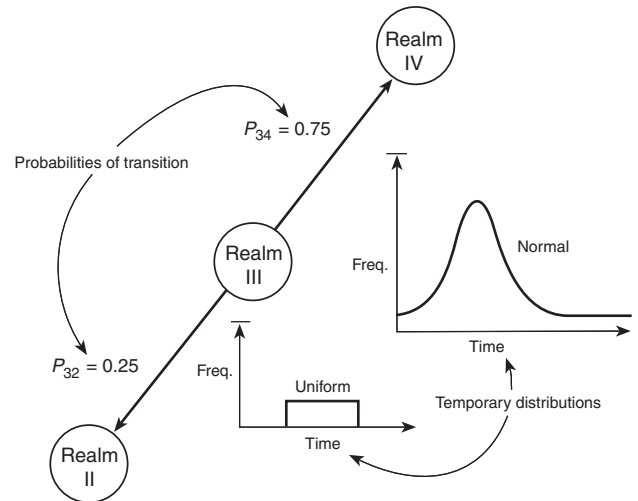 Realm
IV
P34 = 0.75
Probabilities of transition
Normal
Freq.
Realm
III
Time
P32 = 0.25
Freq.
Uniform
Temporary distributions
Time
Realm
II